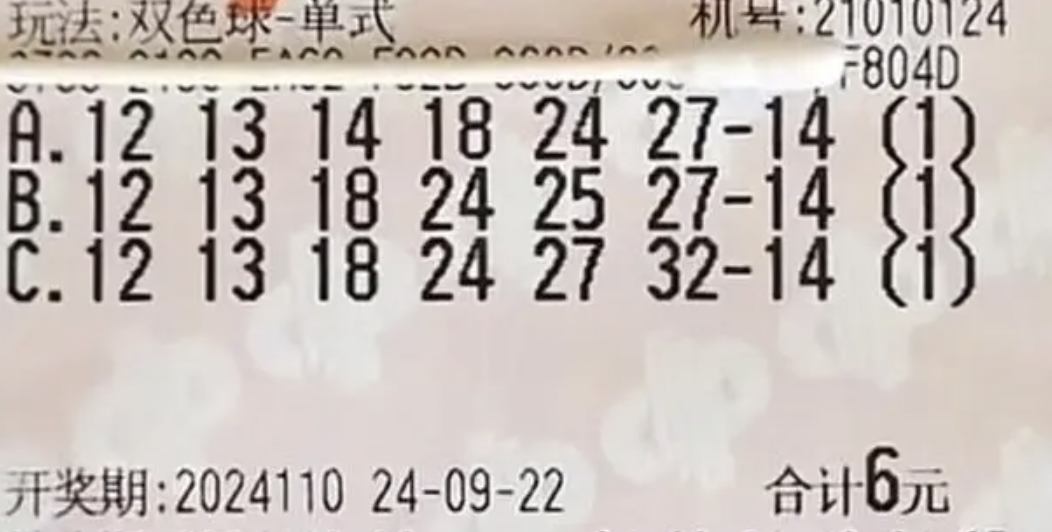 玩法:双色球-单式 机号:21010124
F804D
A.12 13 14 18 24 27-14 (1)
B.12 13 18 24 25 27-14 (1)
C.12 13 18 24 27 32-14 (1)
开奖期:2024110 24-09-22 合计6元